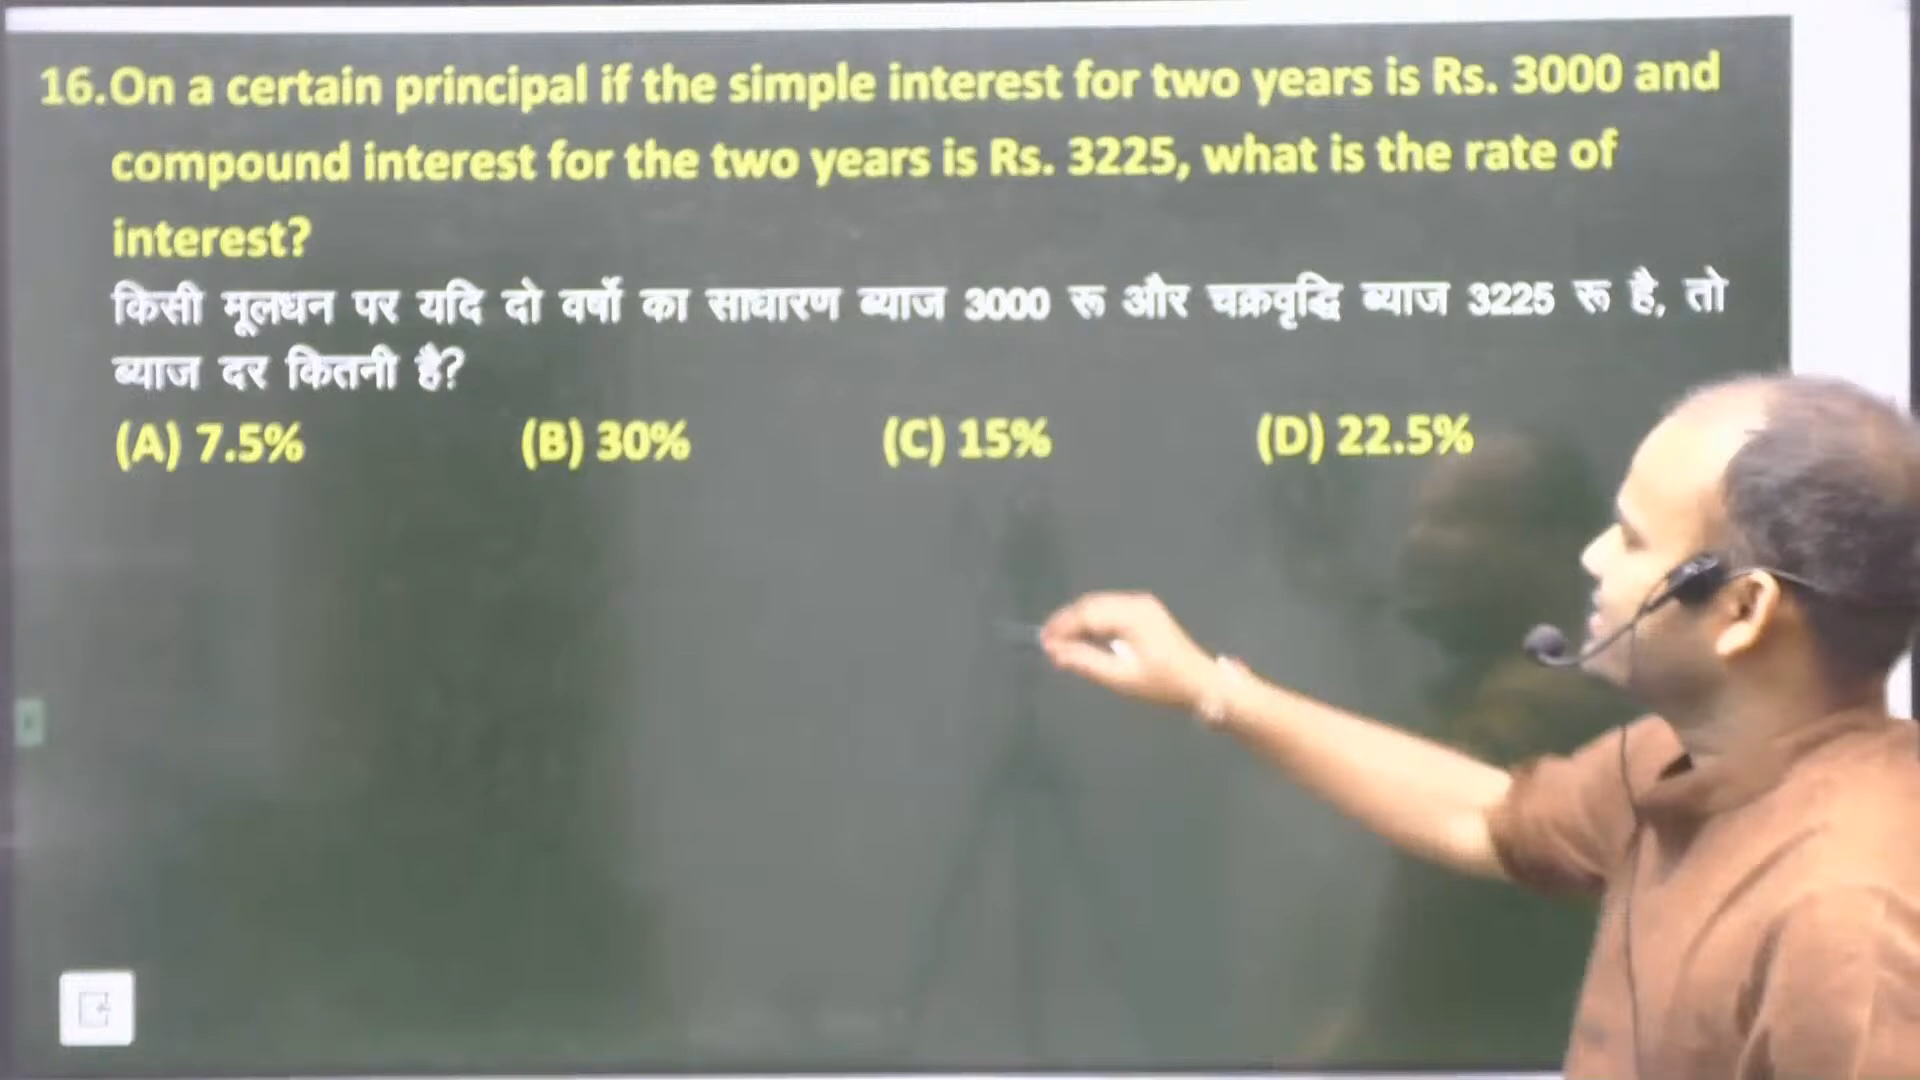 16.On a certain principal if the simple interest for two years is Rs. 3000 and
compound interest for the two years is Rs. 3225, what is the rate of
interest?
किसी मूलधन पर यदि दो वर्षो का साधारण ब्याज 3000 रू और चक्रवृद्धि ब्याज 3225 रू है, तो
ब्याज दर कितनी है?
(A) 7.5% (B) 30% (C) 15% (D) 22.5%